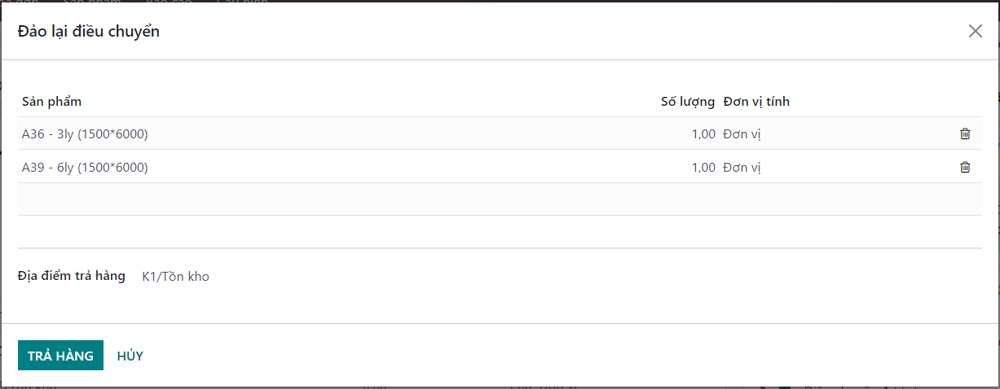 Đảo lại điều chuyển
Sản phẩm Số lượng Đơn vị tính
A36 - 3ly (1500*6000) 1,00 Đơn vị
A39 - 6ly (1500*6000) 1,00 Đơn vị
Địa điểm trả hàng K1/Tồn kho
TRẢ HÀNG HỦY